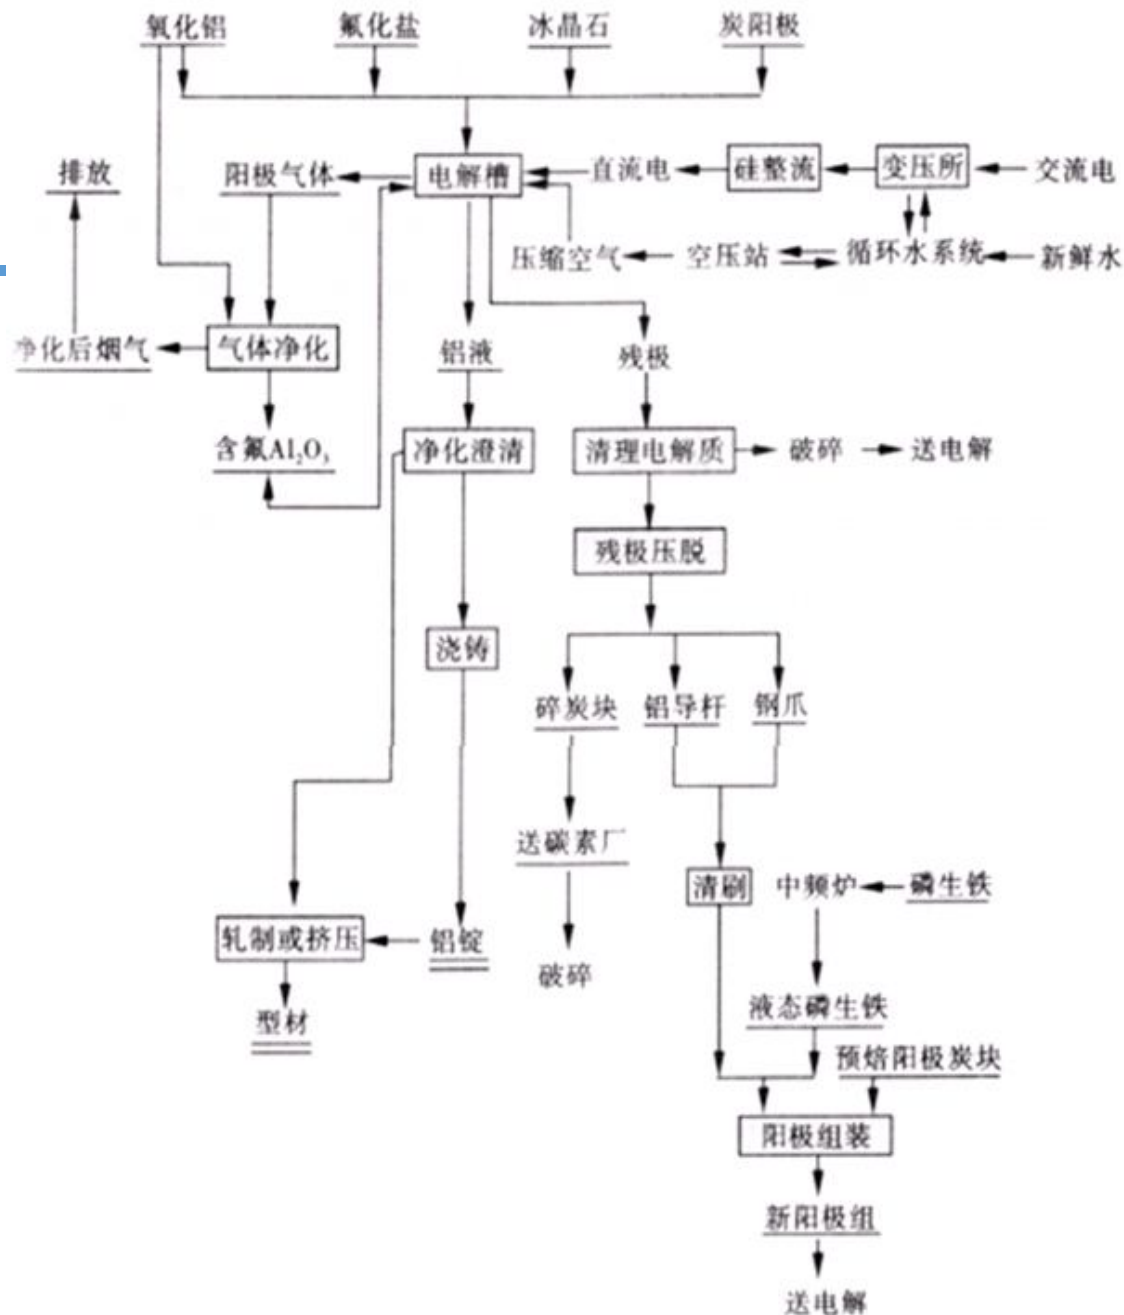 氧化铝 氟化盐 冰晶石 炭阳极
排放 阳极气体 电解槽 直流电 硅整流 变压所 交流电
压缩空气 空压站 循环水系统 新鲜水
净化后烟气 气体净化 铝液 残极
含氟Al₂O₃ 净化澄清 清理电解质 破碎 送电解
残极压脱
浇铸
碎炭块 铝导杆 钢爪
送碳素厂
清刷 中频炉 磷生铁
轧制或挤压 铝锭
破碎
型材 液态磷生铁
预焙阳极炭块
阳极组装
新阳极组
送电解